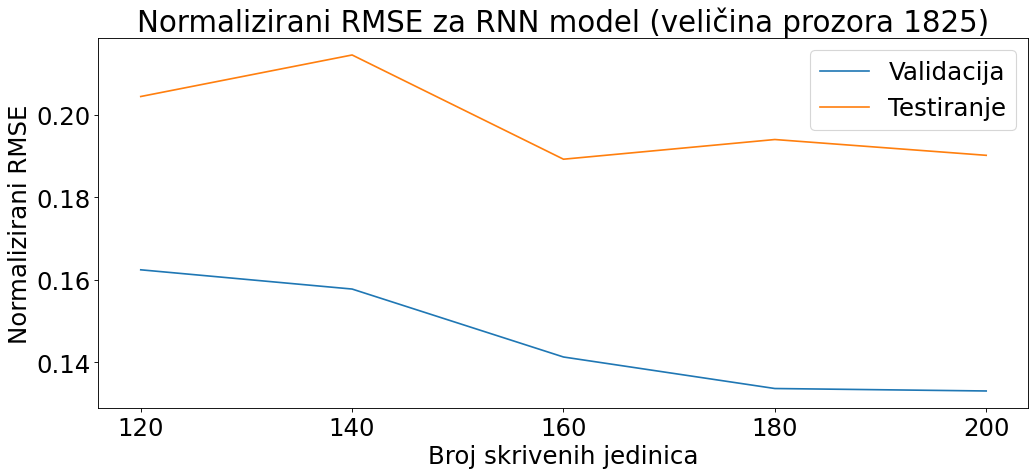 Normalizirani RMSE za RNN model (veličina prozora 1825)
Validacija
Testiranje
Normalizirani RMSE
0.20
0.18
0.16
0.14
120 140 160 180 200
Broj skrivenih jedinica